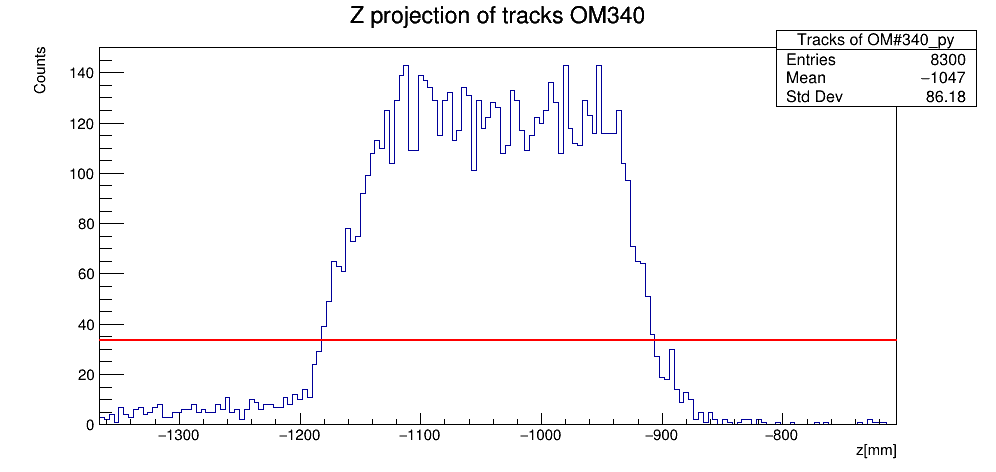 Z projection of tracks OM340
Tracks of OM#340_py
Entries 8300
Mean −1047
Std Dev 86.18
Counts
140
120
100
80
60
40
20
0
−1300 −1200 −1100 −1000 −900 −800
z[mm]